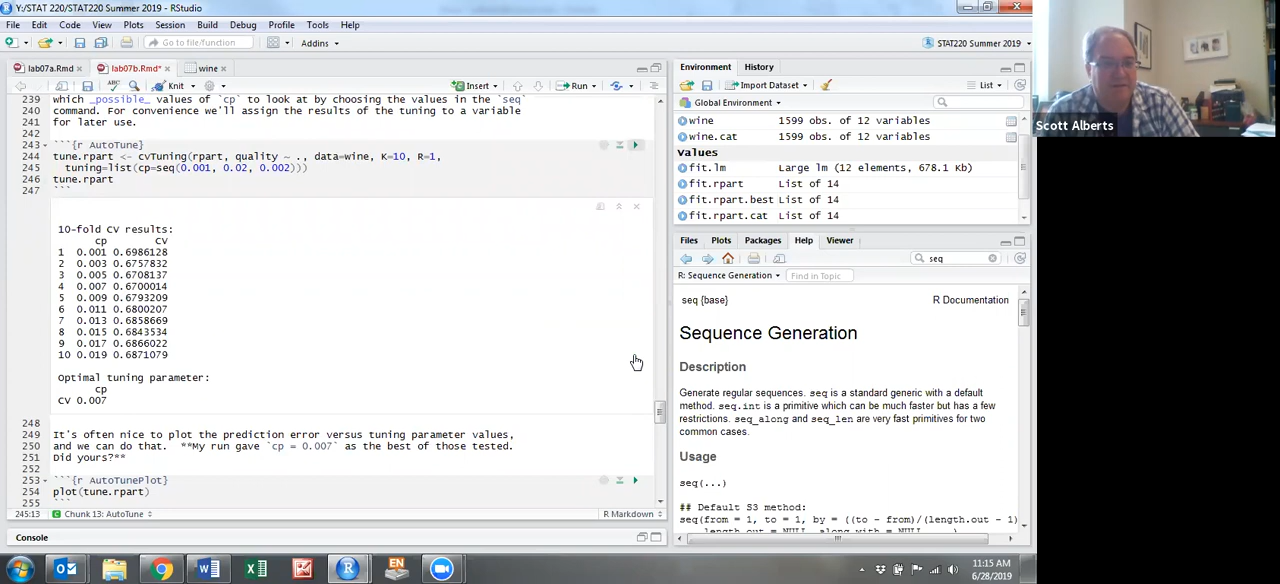 Y:/STAT 220/STAT220 Summer 2019 - RStudio
File Edit Code View Plots Session Build Debug Profile Tools Help
Go to file/function Addins STAT220 Summer 2019
lab07a.Rmd lab07b.Rmd* wine
Knit Insert Run
239 which _possible_ values of `cp` to look at by choosing the values in the `seq`
240 command. For convenience we'll assign the results of the tuning to a variable
241 for later use.
242
243 ```{r AutoTune}
244 tune.rpart <- cvTuning(rpart, quality ~ ., data=wine, K=10, R=1,
245 tuning=list(cp=seq(0.001, 0.02, 0.002)))
246 tune.rpart
247 ```
10-fold CV results:
cp CV
1 0.001 0.6986128
2 0.003 0.6757832
3 0.005 0.6708137
4 0.007 0.6700014
5 0.009 0.6793209
6 0.011 0.6800207
7 0.013 0.6858669
8 0.015 0.6843534
9 0.017 0.6866022
10 0.019 0.6871079
Optimal tuning parameter:
cp
CV 0.007
248
249 It's often nice to plot the prediction error versus tuning parameter values,
250 and we can do that. **My run gave `cp = 0.007` as the best of those tested.
251 Did yours?**
252
253 ```{r AutoTunePlot}
254 plot(tune.rpart)
255 ```
245:13 Chunk 13: AutoTune R Markdown
Console
Environment History
Import Dataset List
Global Environment
wine 1599 obs. of 12 variables
wine.cat 1599 obs. of 12 variables
Values
fit.lm Large lm (12 elements, 678.1 Kb)
fit.rpart List of 14
fit.rpart.best List of 14
fit.rpart.cat List of 14
Files Plots Packages Help Viewer
seq
R: Sequence Generation Find in Topic
seq {base} R Documentation
Sequence Generation
Description
Generate regular sequences. seq is a standard generic with a default
method. seq.int is a primitive which can be much faster but has a few
restrictions. seq_along and seq_len are very fast primitives for two
common cases.
Usage
seq(...)
## Default S3 method:
seq(from = 1, to = 1, by = ((to - from)/(length.out - 1)
length.out = NULL, along.with = NULL, ...)
Scott Alberts
EN
11:15 AM
6/28/2019